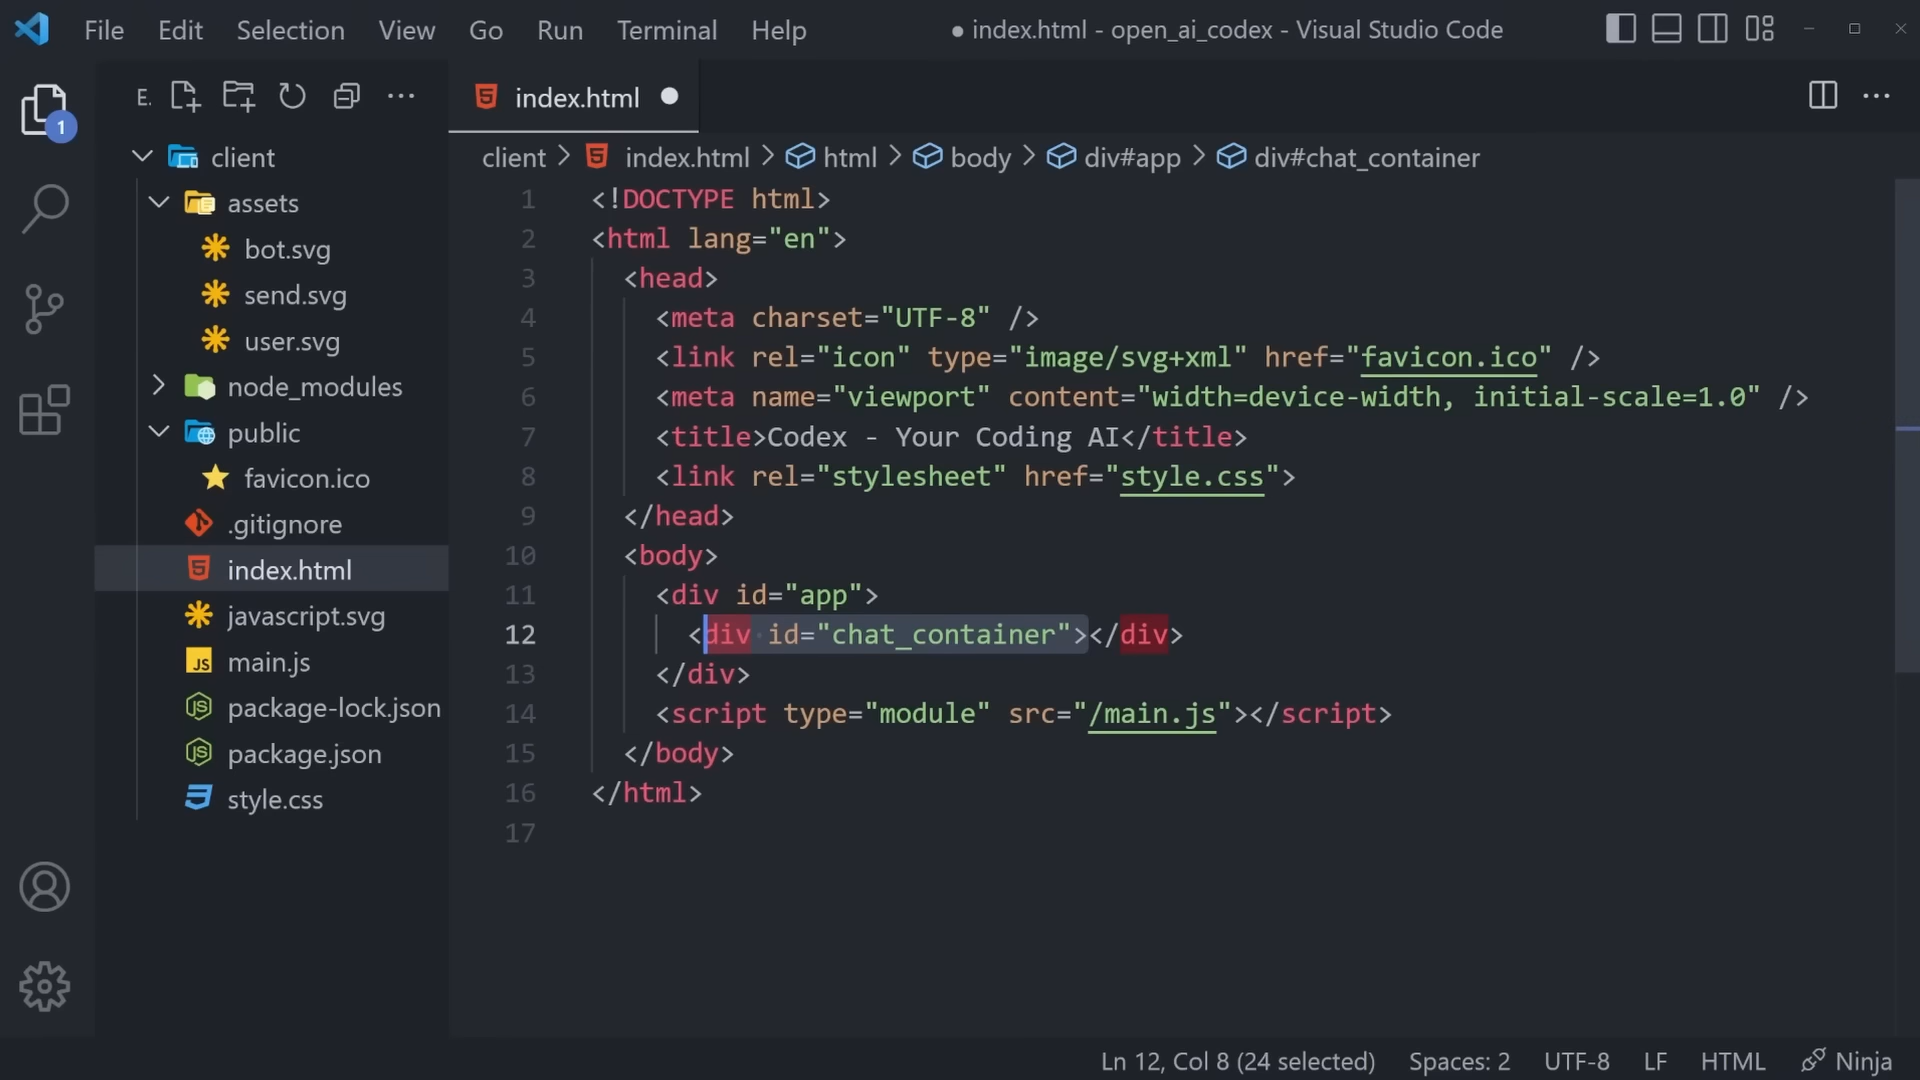 File Edit Selection View Go Run Terminal Help ● index.html - open_ai_codex - Visual Studio Code
E.
1
client
assets
bot.svg
send.svg
user.svg
node_modules
public
favicon.ico
.gitignore
index.html
javascript.svg
JS main.js
package-lock.json
package.json
style.css
index.html ●
client > index.html > html > body > div#app > div#chat_container
1 <!DOCTYPE html>
2 <html lang="en">
3 <head>
4 <meta charset="UTF-8" />
5 <link rel="icon" type="image/svg+xml" href="favicon.ico" />
6 <meta name="viewport" content="width=device-width, initial-scale=1.0" />
7 <title>Codex - Your Coding AI</title>
8 <link rel="stylesheet" href="style.css">
9 </head>
10 <body>
11 <div id="app">
12 <div id="chat_container"></div>
13 </div>
14 <script type="module" src="/main.js"></script>
15 </body>
16 </html>
17
Ln 12, Col 8 (24 selected) Spaces: 2 UTF-8 LF HTML Ninja